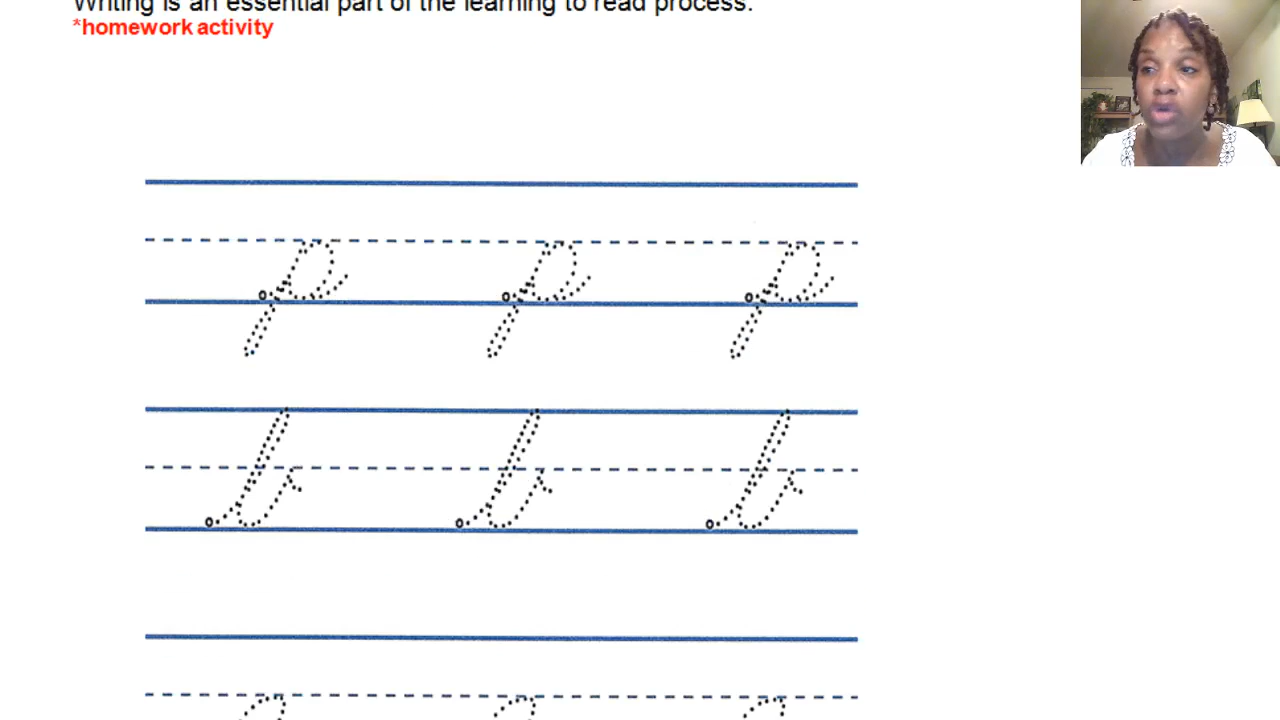 Writing is an essential part of the learning to read process.
*homework activity
p p p
b b b